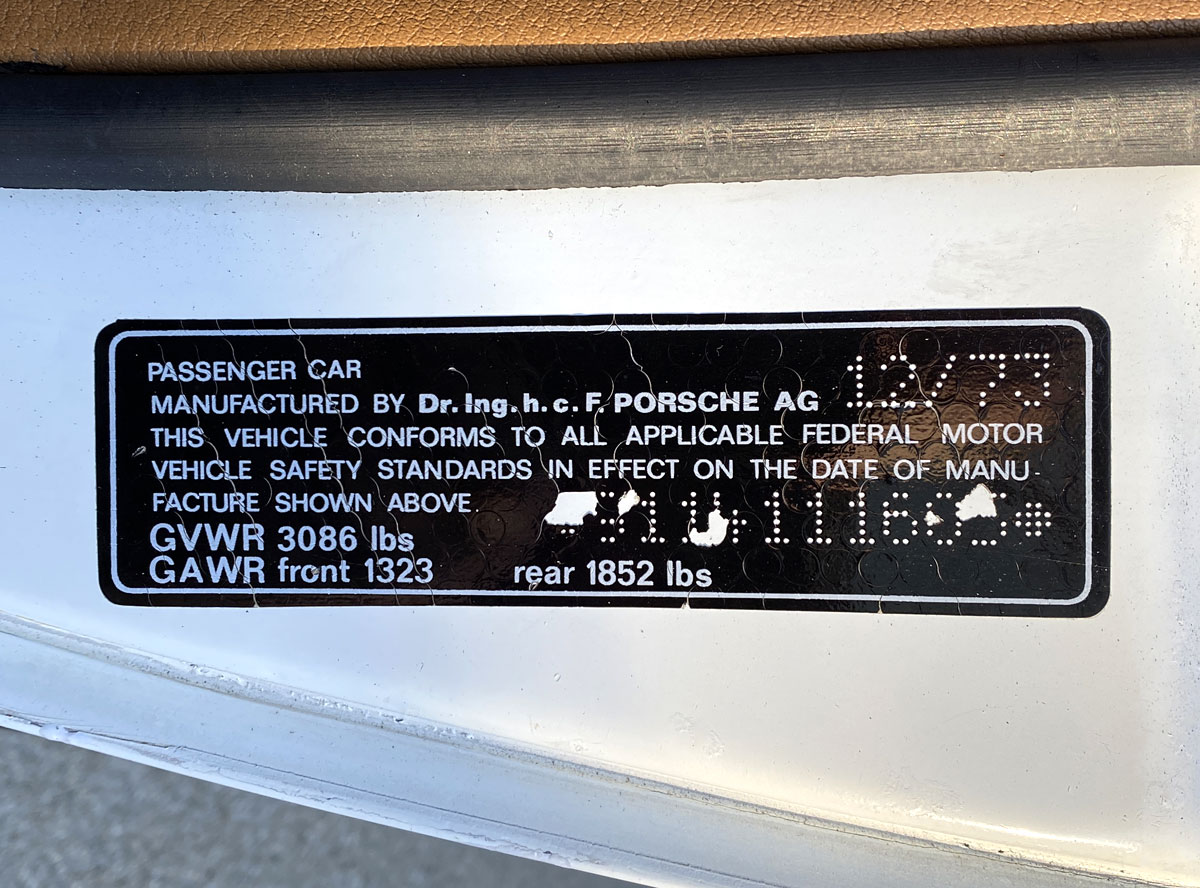 PASSENGER CAR
MANUFACTURED BY Dr.Ing.h.c.F.PORSCHE AG 12/73
THIS VEHICLE CONFORMS TO ALL APPLICABLE FEDERAL MOTOR
VEHICLE SAFETY STANDARDS IN EFFECT ON THE DATE OF MANU-
FACTURE SHOWN ABOVE.
GVWR 3086 lbs
GAWR front 1323 rear 1852 lbs